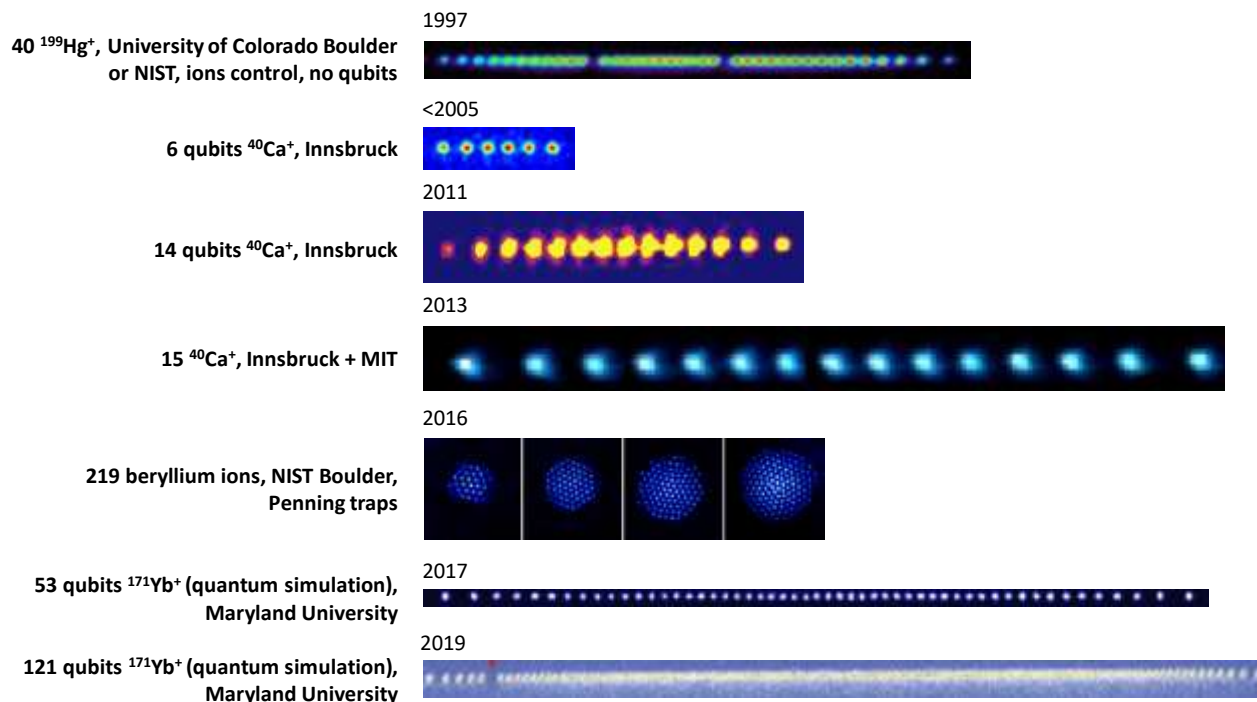 1997
40 ¹⁹⁹Hg⁺, University of Colorado Boulder
or NIST, ions control, no qubits
<2005
6 qubits ⁴⁰Ca⁺, Innsbruck
2011
14 qubits ⁴⁰Ca⁺, Innsbruck
2013
15 ⁴⁰Ca⁺, Innsbruck + MIT
2016
219 beryllium ions, NIST Boulder,
Penning traps
2017
53 qubits ¹⁷¹Yb⁺ (quantum simulation),
Maryland University
2019
121 qubits ¹⁷¹Yb⁺ (quantum simulation),
Maryland University